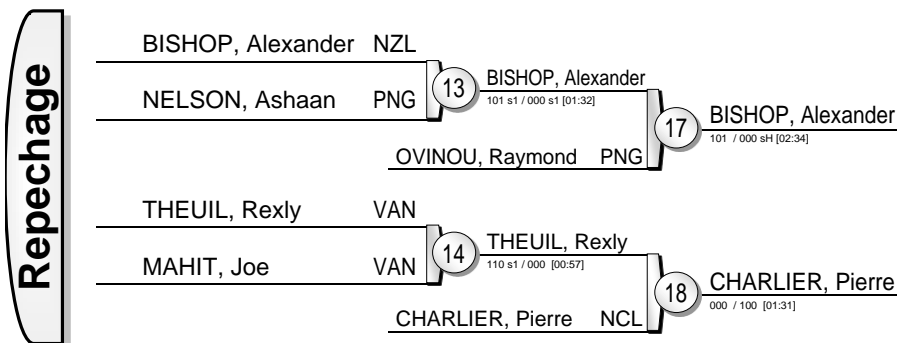 Repechage
BISHOP, Alexander NZL
NELSON, Ashaan PNG
13
BISHOP, Alexander
101 s1 / 000 s1 [01:32]
OVINOU, Raymond PNG
17
BISHOP, Alexander
101 / 000 sH [02:34]
THEUIL, Rexly VAN
MAHIT, Joe VAN
14
THEUIL, Rexly
110 s1 / 000 [00:57]
CHARLIER, Pierre NCL
18
CHARLIER, Pierre
000 / 100 [01:31]